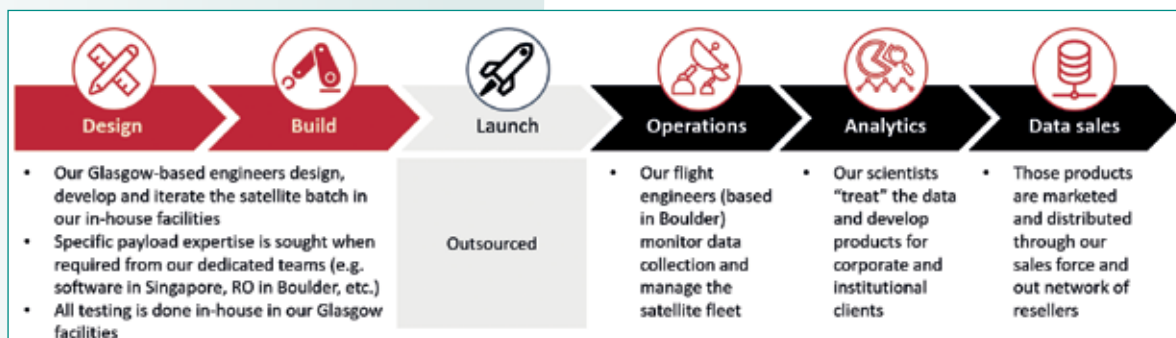 Design
Build
Launch
Operations
Analytics
Data sales
• Our Glasgow-based engineers design,
develop and iterate the satellite batch in
our in-house facilities
• Specific payload expertise is sought when
required from our dedicated teams (e.g.
software in Singapore, RO in Boulder, etc.)
• All testing is done in-house in our Glasgow
facilities
Outsourced
• Our flight
engineers (based
in Boulder)
monitor data
collection and
manage the
satellite fleet
• Our scientists
"treat" the data
and develop
products for
corporate and
institutional
clients
• Those products
are marketed
and distributed
through our
sales force and
out network of
resellers